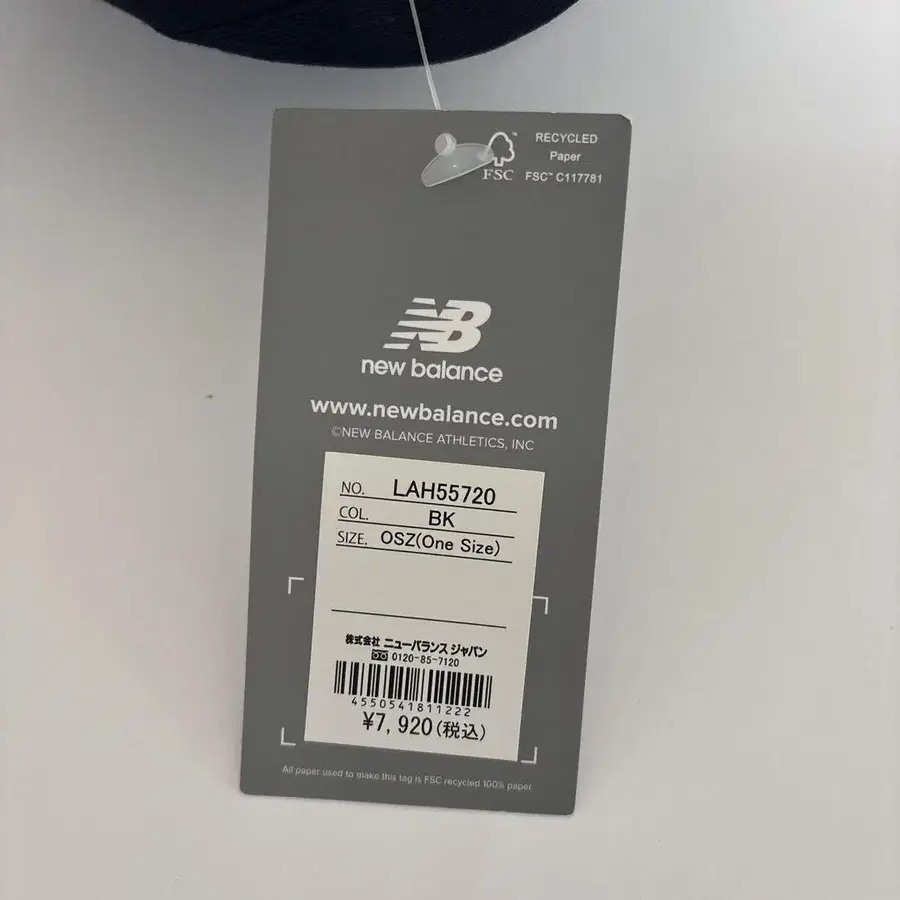 RECYCLED
Paper
FSC™ C117781
FSC
NB
new balance
www.newbalance.com
©NEW BALANCE ATHLETICS, INC
NO. LAH55720
COL. BK
SIZE. OSZ(One Size)
株式会社 ニューバランス ジャパン
0120-85-7120
4550541811222
¥7,920(税込)
All paper used to make this tag is FSC recycled 100% paper